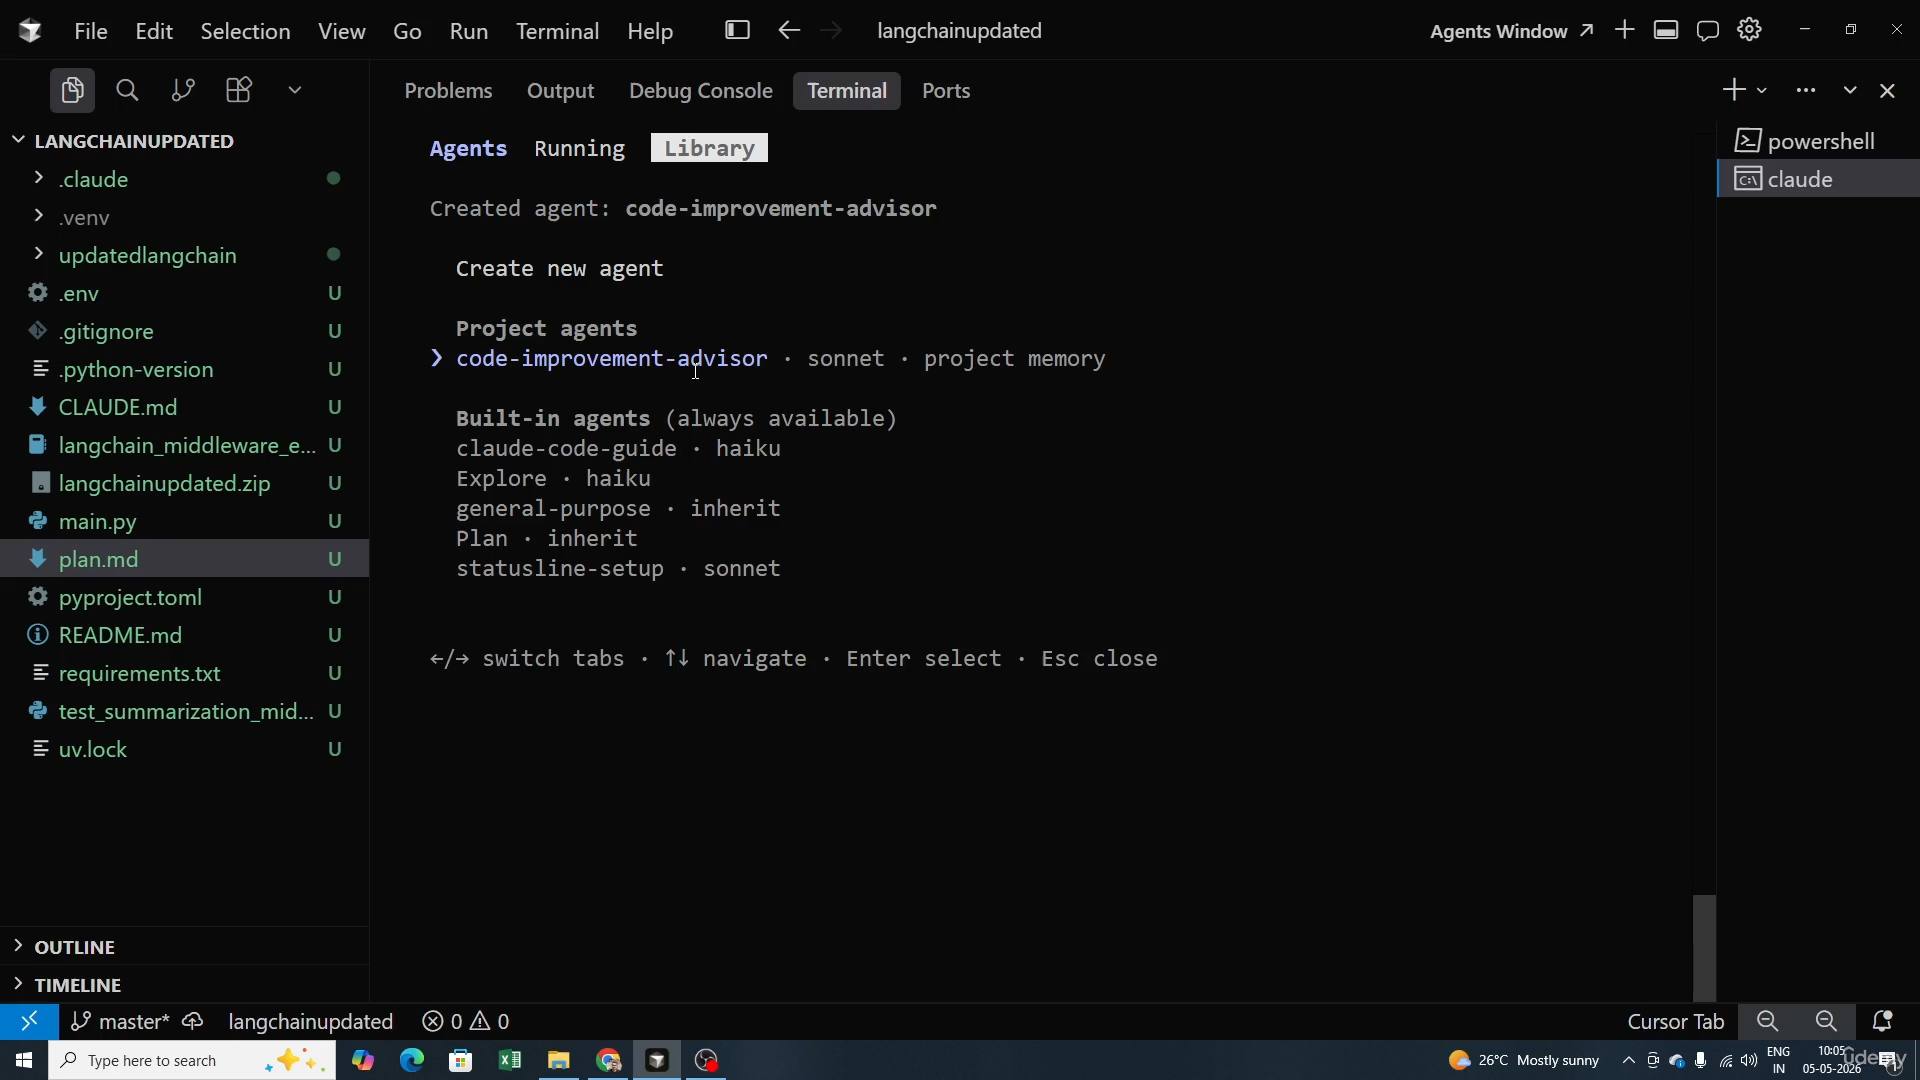 File Edit Selection View Go Run Terminal Help langchainupdated Agents Window
Problems Output Debug Console Terminal Ports
LANGCHAINUPDATED
.claude
.venv
updatedlangchain
.env U
.gitignore U
.python-version U
CLAUDE.md U
langchain_middleware_e... U
langchainupdated.zip U
main.py U
plan.md U
pyproject.toml U
README.md U
requirements.txt U
test_summarization_mid... U
uv.lock U
OUTLINE
TIMELINE
Agents Running Library
Created agent: code-improvement-advisor
Create new agent
Project agents
❯ code-improvement-advisor · sonnet · project memory
Built-in agents (always available)
claude-code-guide · haiku
Explore · haiku
general-purpose · inherit
Plan · inherit
statusline-setup · sonnet
←/→ switch tabs · ↑↓ navigate · Enter select · Esc close
powershell
claude
master* langchainupdated 0 0 Cursor Tab
Type here to search 26°C Mostly sunny ENG 10:05
IN 05-05-2026
udemy